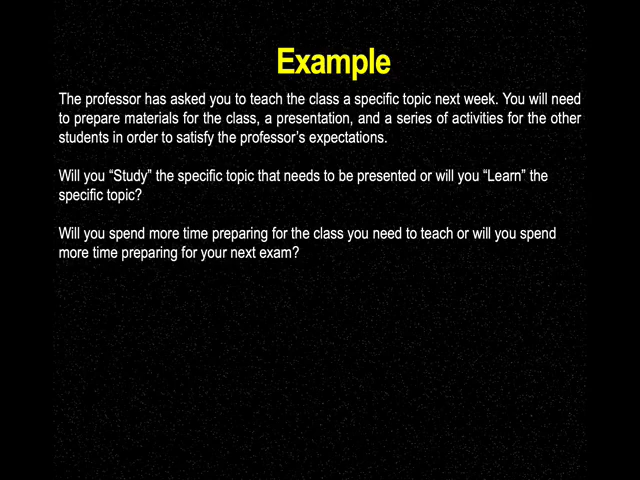 Example
The professor has asked you to teach the class a specific topic next week. You will need
to prepare materials for the class, a presentation, and a series of activities for the other
students in order to satisfy the professor’s expectations.
Will you “Study” the specific topic that needs to be presented or will you “Learn” the
specific topic?
Will you spend more time preparing for the class you need to teach or will you spend
more time preparing for your next exam?